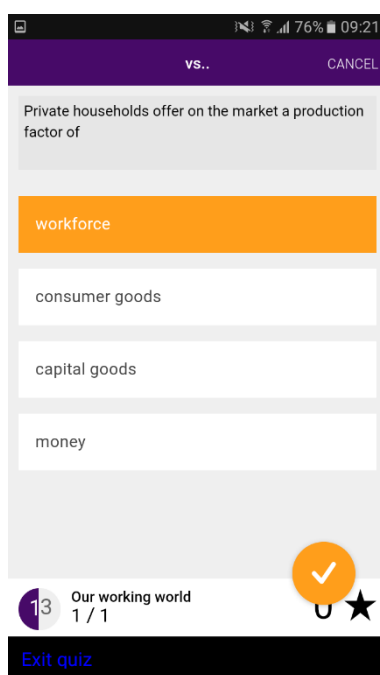 76% 09:21
vs.. CANCEL
Private households offer on the market a production
factor of
workforce
consumer goods
capital goods
money
13 Our working world
1 / 1
0
Exit quiz